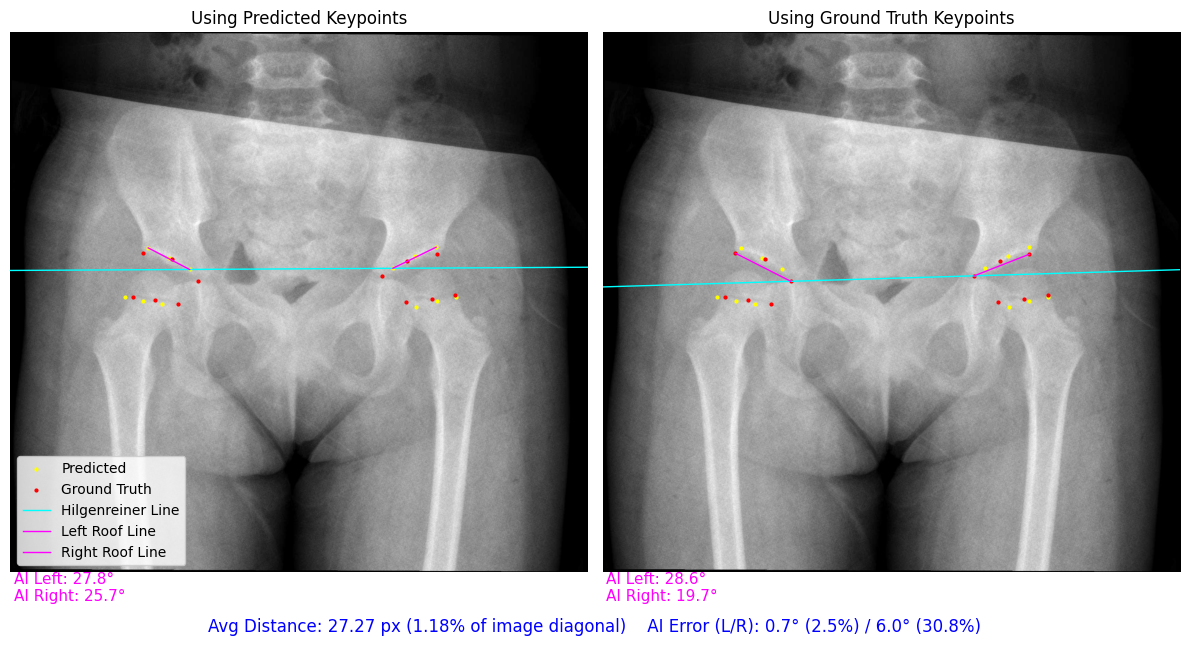 Using Predicted Keypoints
Using Ground Truth Keypoints
Predicted
Ground Truth
Hilgenreiner Line
Left Roof Line
Right Roof Line
AI Left: 27.8°
AI Right: 25.7°
AI Left: 28.6°
AI Right: 19.7°
Avg Distance: 27.27 px (1.18% of image diagonal)    AI Error (L/R): 0.7° (2.5%) / 6.0° (30.8%)